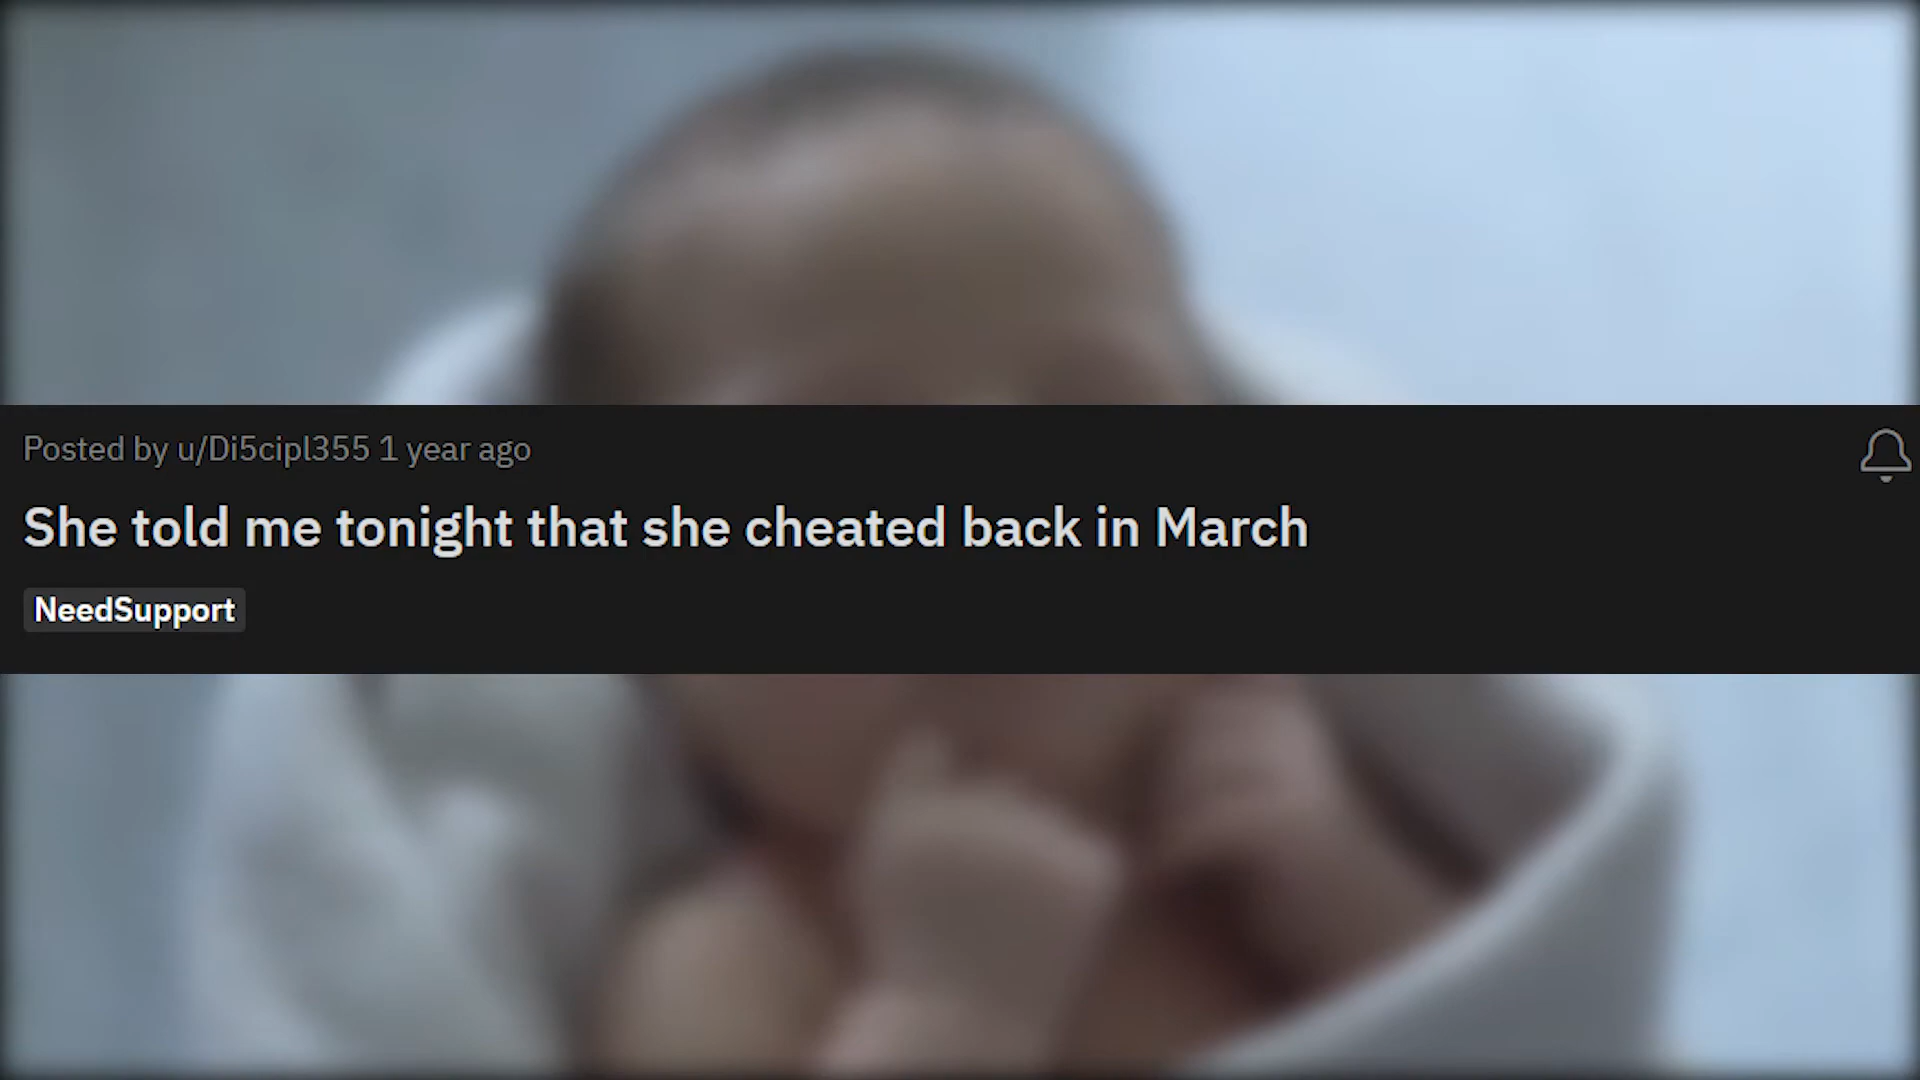 Posted by u/Di5cipl355 1 year ago
She told me tonight that she cheated back in March
NeedSupport